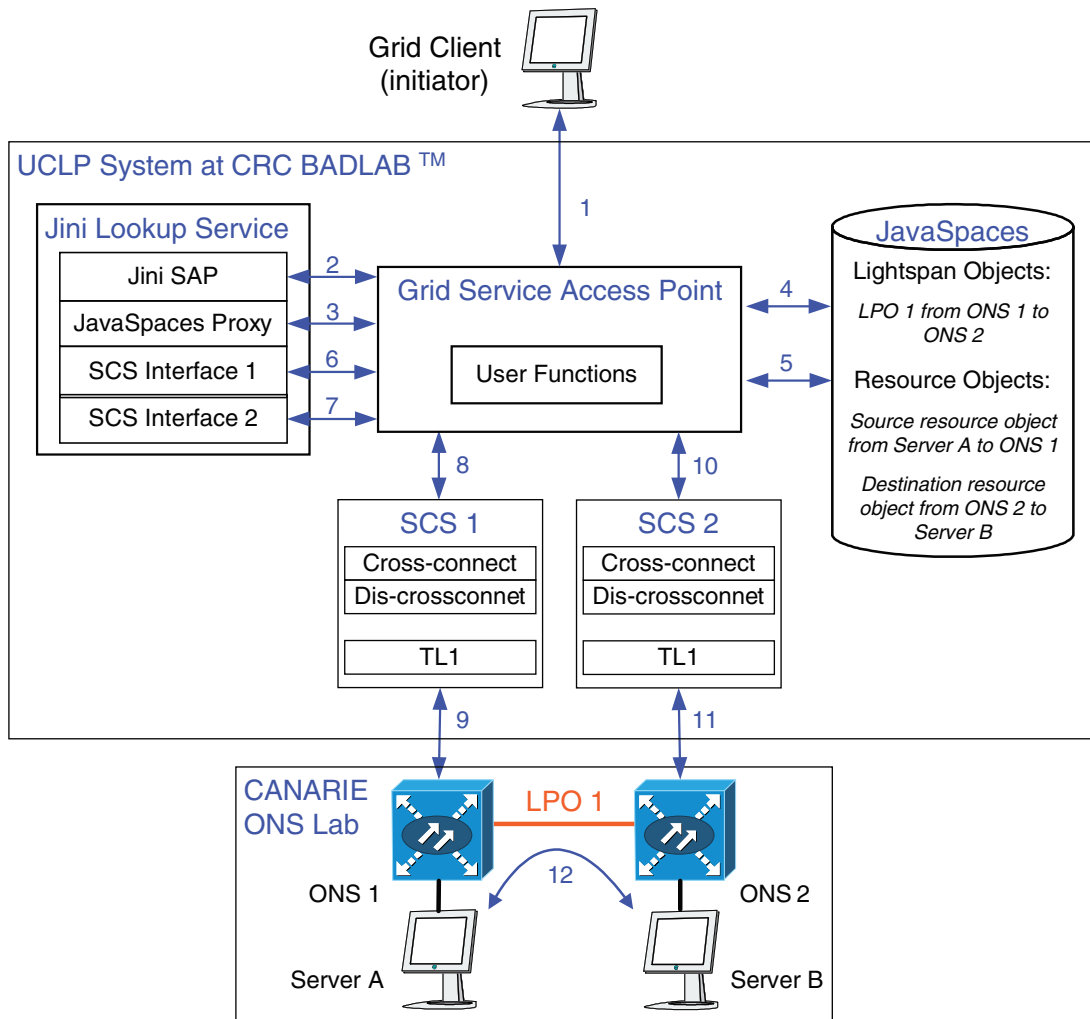 Grid Client
(initiator)
UCLP System at CRC BADLAB TM
1
Jini Lookup Service
Jini SAP
JavaSpaces Proxy
SCS Interface 1
SCS Interface 2
2
3
6
7
Grid Service Access Point
User Functions
4
5
JavaSpaces
Lightspan Objects:
LPO 1 from ONS 1 to
ONS 2
Resource Objects:
Source resource object
from Server A to ONS 1
Destination resource
object from ONS 2 to
Server B
8
10
SCS 1
Cross-connect
Dis-crossconnet
TL1
SCS 2
Cross-connect
Dis-crossconnet
TL1
9
11
CANARIE
ONS Lab
LPO 1
12
ONS 1
ONS 2
Server A
Server B